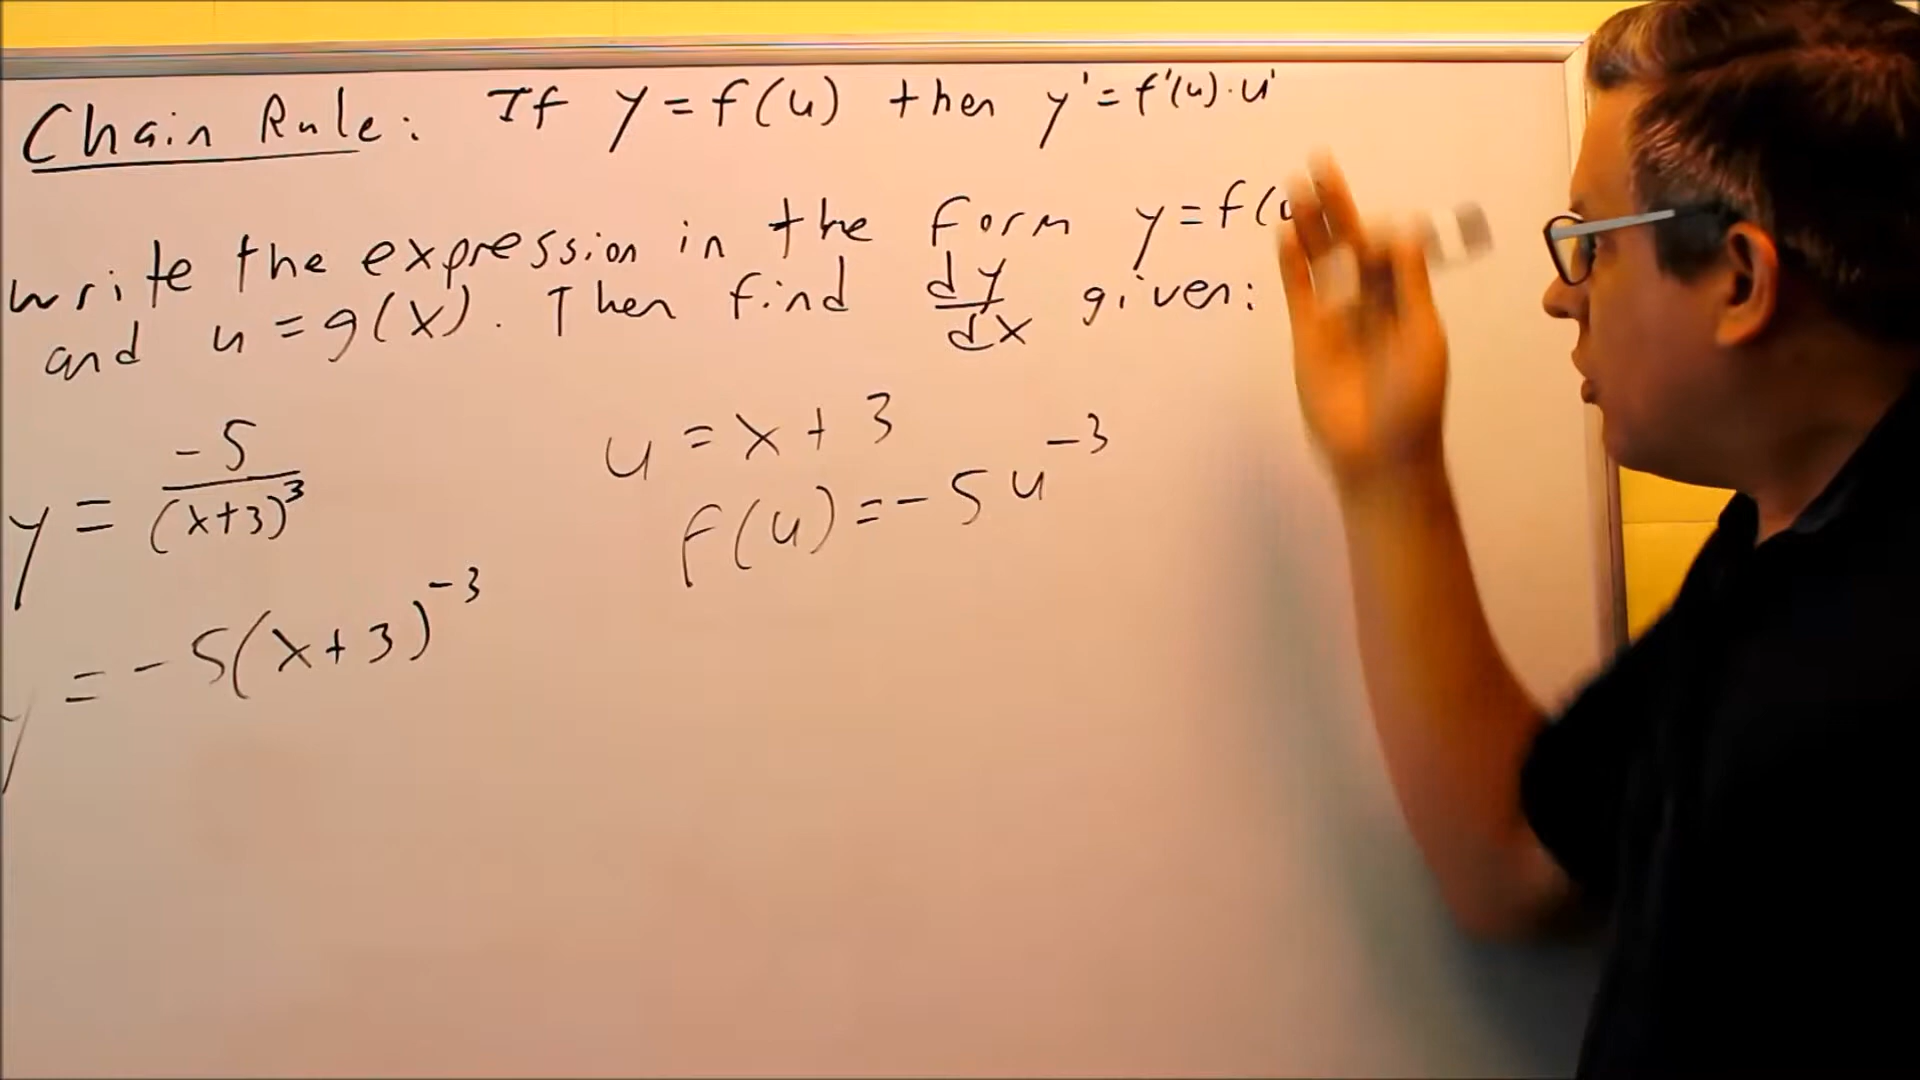 Chain Rule: If y = f(u) then y' = f'(u) · u'
Write the expression in the form y = f(u
and u = g(x). Then find dy/dx given:
y = -5/(x+3)³
u = x + 3
f(u) = -5u⁻³
y = -5(x+3)⁻³